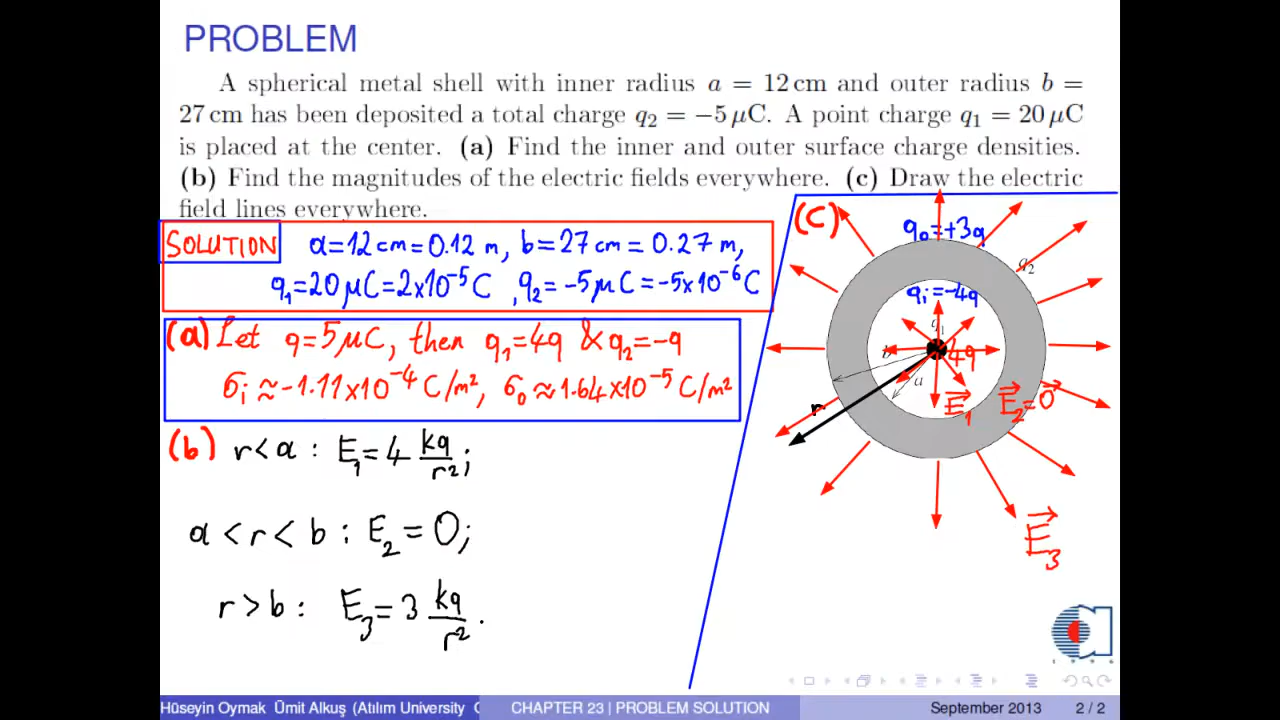 PROBLEM
A spherical metal shell with inner radius a = 12 cm and outer radius b =
27 cm has been deposited a total charge q₂ = −5 μC. A point charge q₁ = 20 μC
is placed at the center. (a) Find the inner and outer surface charge densities.
(b) Find the magnitudes of the electric fields everywhere. (c) Draw the electric
field lines everywhere.
SOLUTION a=12 cm=0.12 m, b=27 cm=0.27 m,
q₁=20 μC=2×10⁻⁵ C, q₂=-5 μC=-5×10⁻⁶ C
(a) Let q=5 μC, then q₁=4q & q₂=-q
σi ≈ -1.11×10⁻⁴ C/m², σo ≈ 1.64×10⁻⁵ C/m²
(b) r<a : E₁=4 kq/r²;
a<r<b : E₂=0;
r>b : E₃=3 kq/r².
(c)
qo=+3q
q₂
qi=-4q
q₁
4q
b
a
r
E⃗₁
E⃗₂=0⃗
E⃗₃
1996
Hüseyin Oymak Ümit Alkuş (Atılım University
CHAPTER 23 | PROBLEM SOLUTION
September 2013
2 / 2